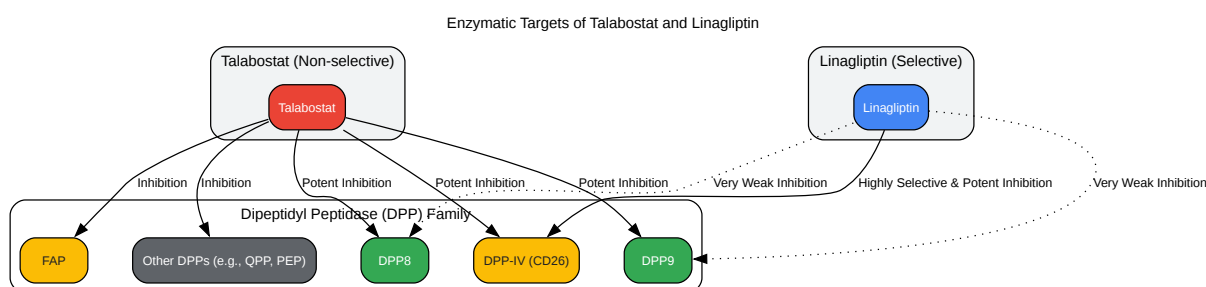 Enzymatic Targets of Talabostat and Linagliptin
Talabostat (Non-selective)
Linagliptin (Selective)
Talabostat
Linagliptin
Inhibition
Inhibition
Potent Inhibition
Potent Inhibition
Potent Inhibition
Very Weak Inhibition
Highly Selective & Potent Inhibition
Very Weak Inhibition
Dipeptidyl Peptidase (DPP) Family
FAP
Other DPPs (e.g., QPP, PEP)
DPP8
DPP-IV (CD26)
DPP9